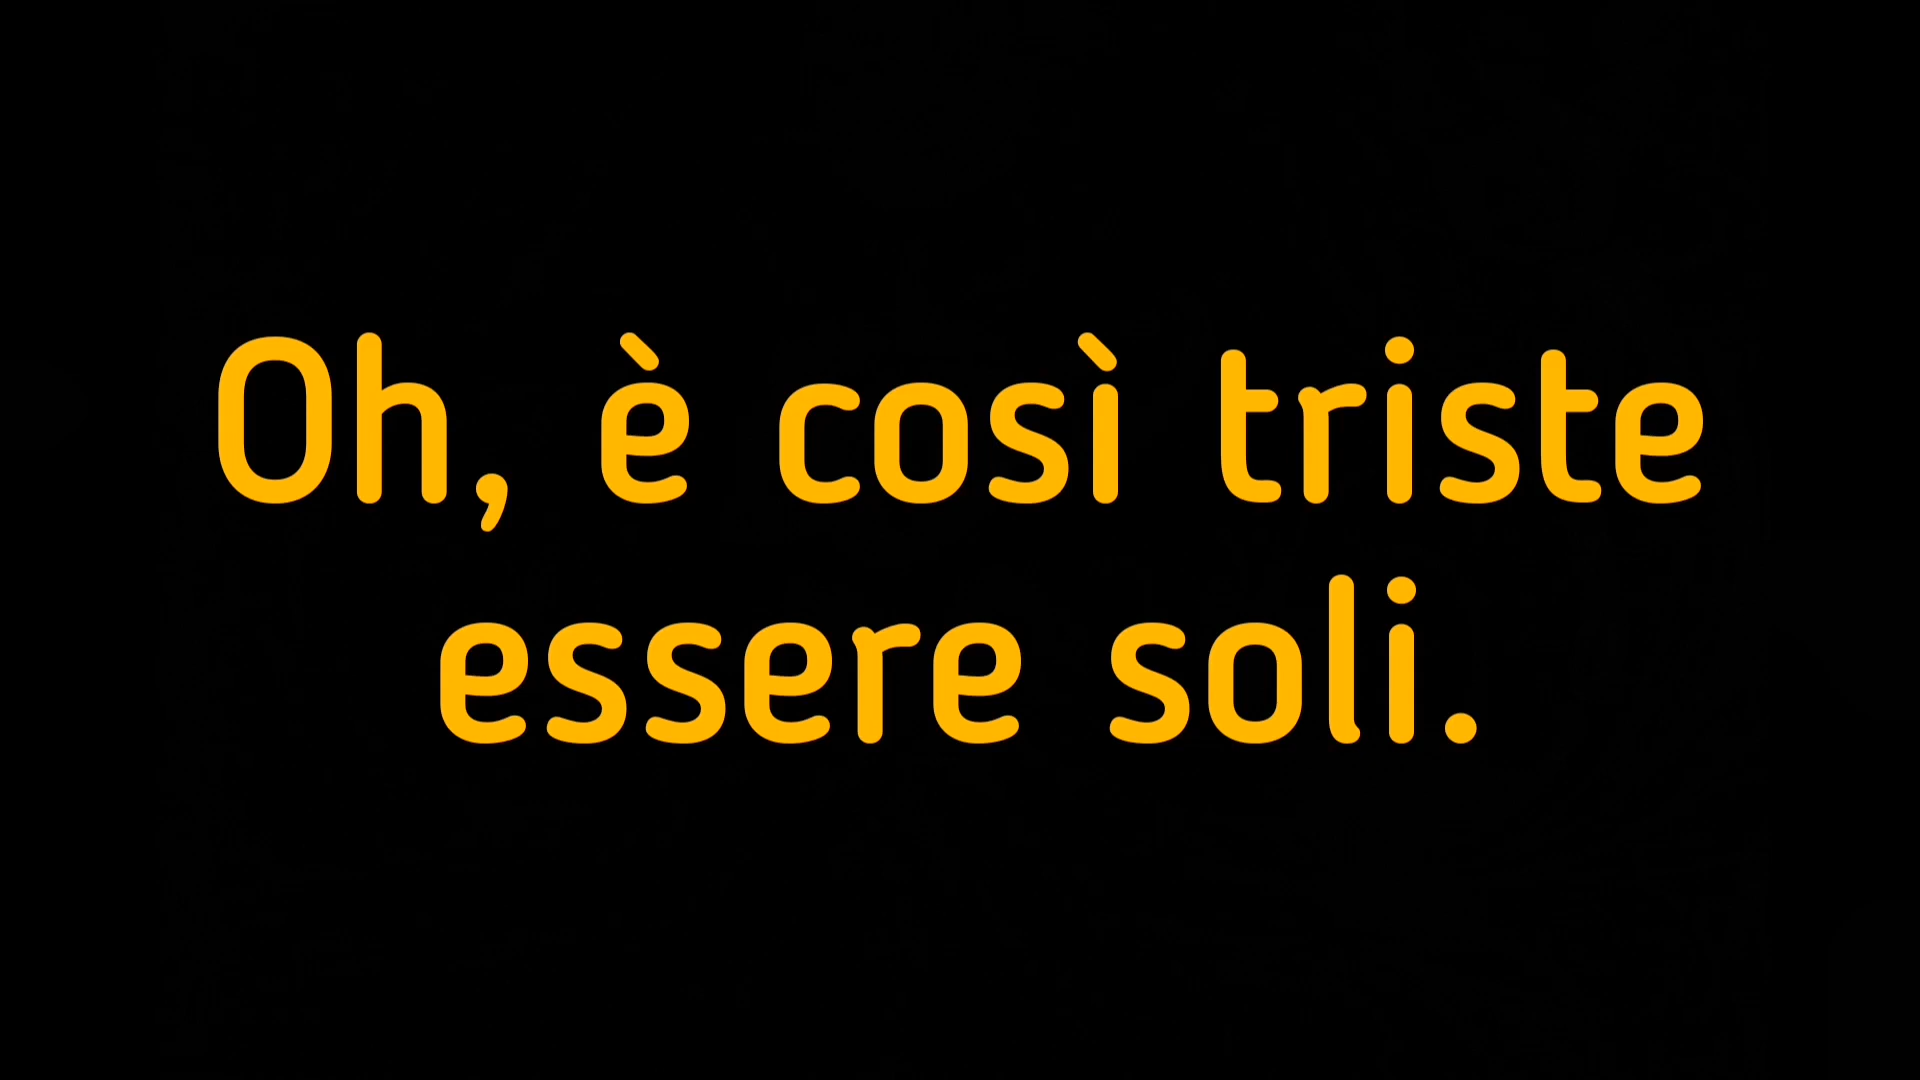 Oh, è così triste
essere soli.